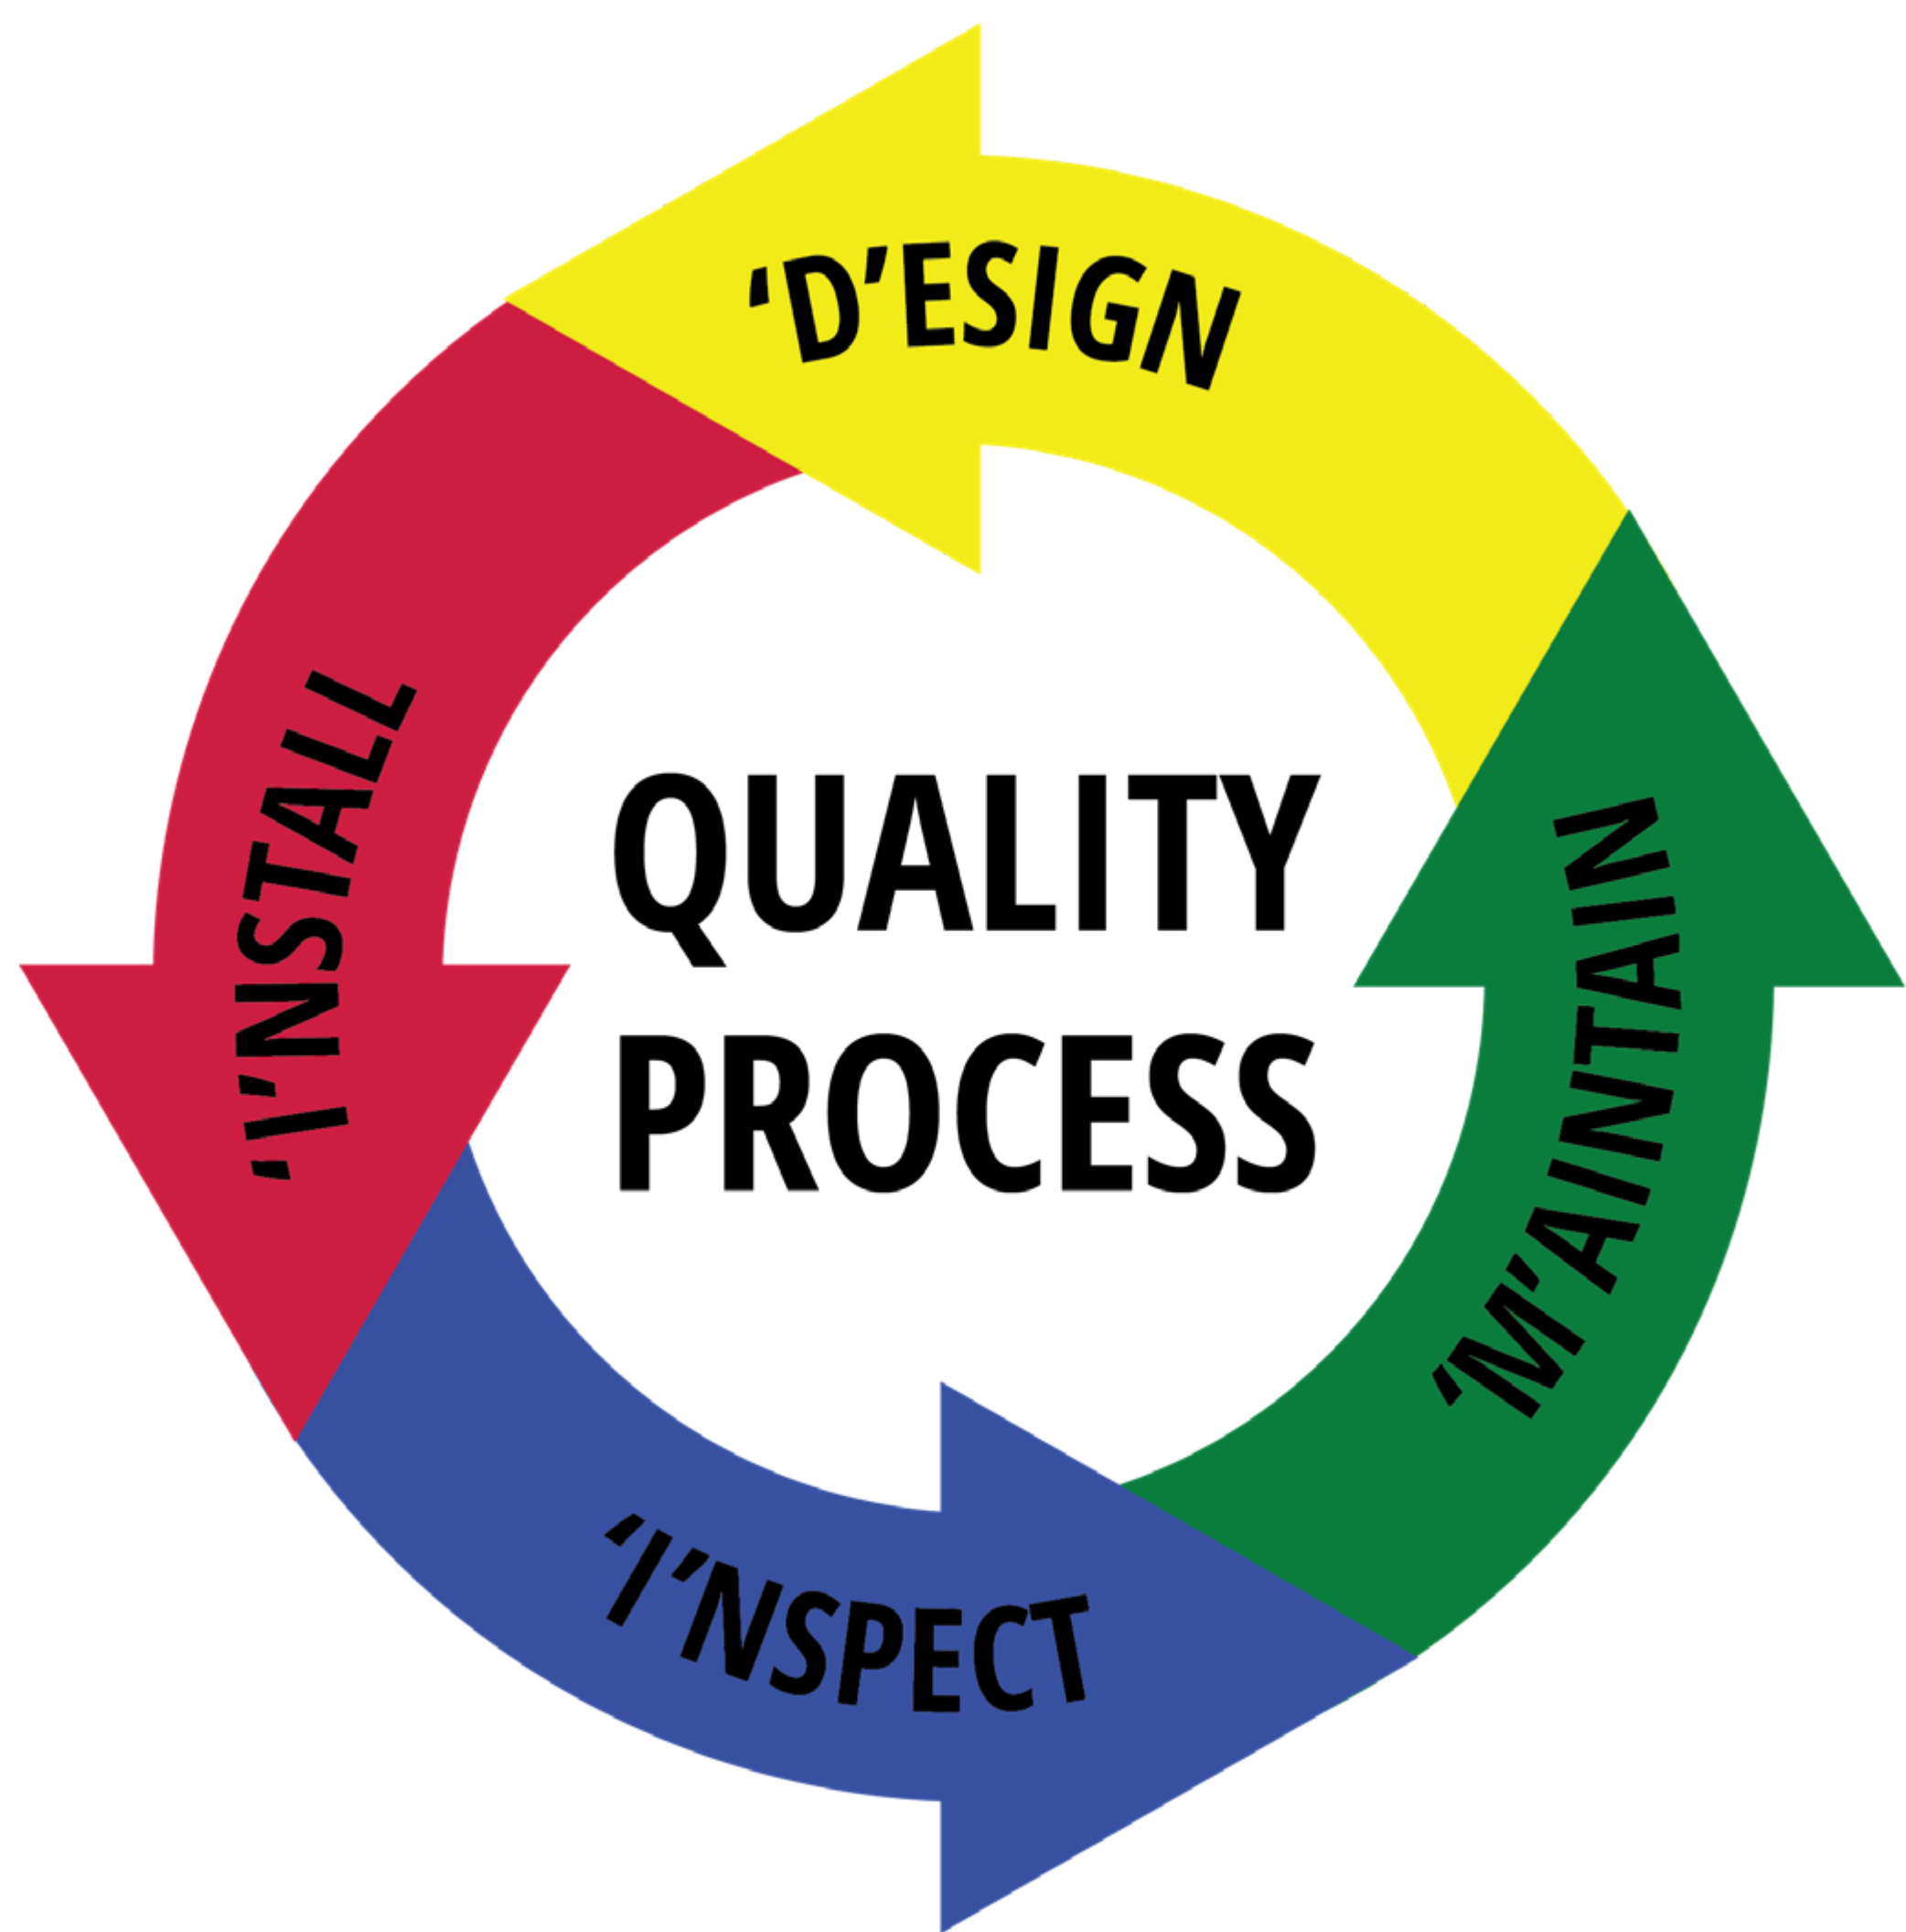 ‘D’ESIGN
‘I’NSTALL
QUALITY
PROCESS
‘M’AINTAIN
‘I’NSPECT